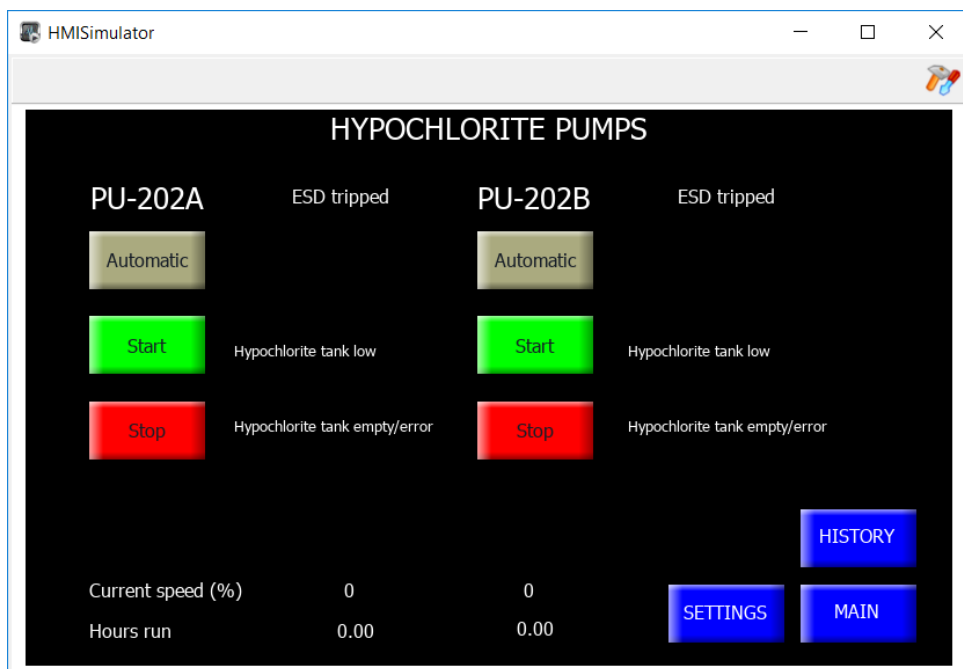 HMISimulator
HYPOCHLORITE PUMPS
PU-202A ESD tripped PU-202B ESD tripped
Automatic Automatic
Start Hypochlorite tank low Start Hypochlorite tank low
Stop Hypochlorite tank empty/error Stop Hypochlorite tank empty/error
HISTORY
Current speed (%) 0 0
SETTINGS MAIN
Hours run 0.00 0.00